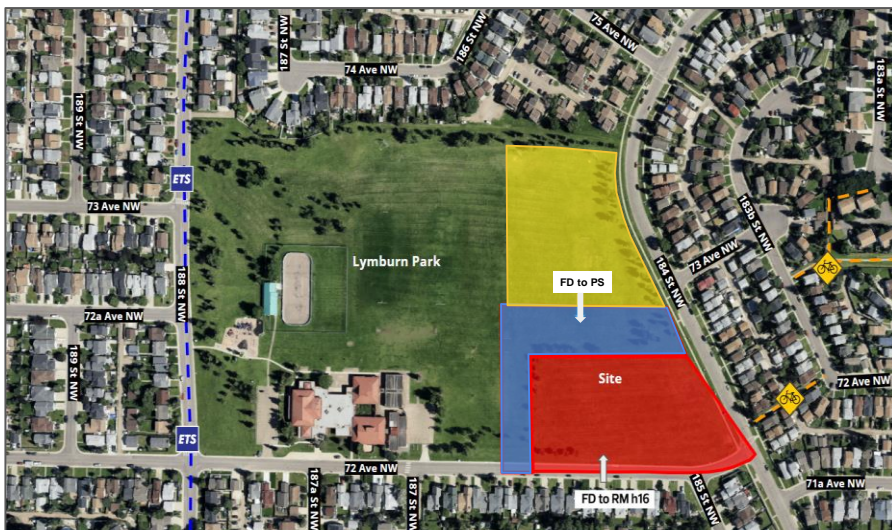 187 St NW
74 Ave NW
186 St NW
75 Ave NW
183a St NW
189 St NW
ETS
73 Ave NW
183b St NW
Lymburn Park
184 St NW
73 Ave NW
FD to PS
188 St NW
72a Ave NW
189 St NW
Site
72 Ave NW
ETS
72 Ave NW
187a St NW
187 St NW
FD to RM h16
185 St NW
71a Ave NW